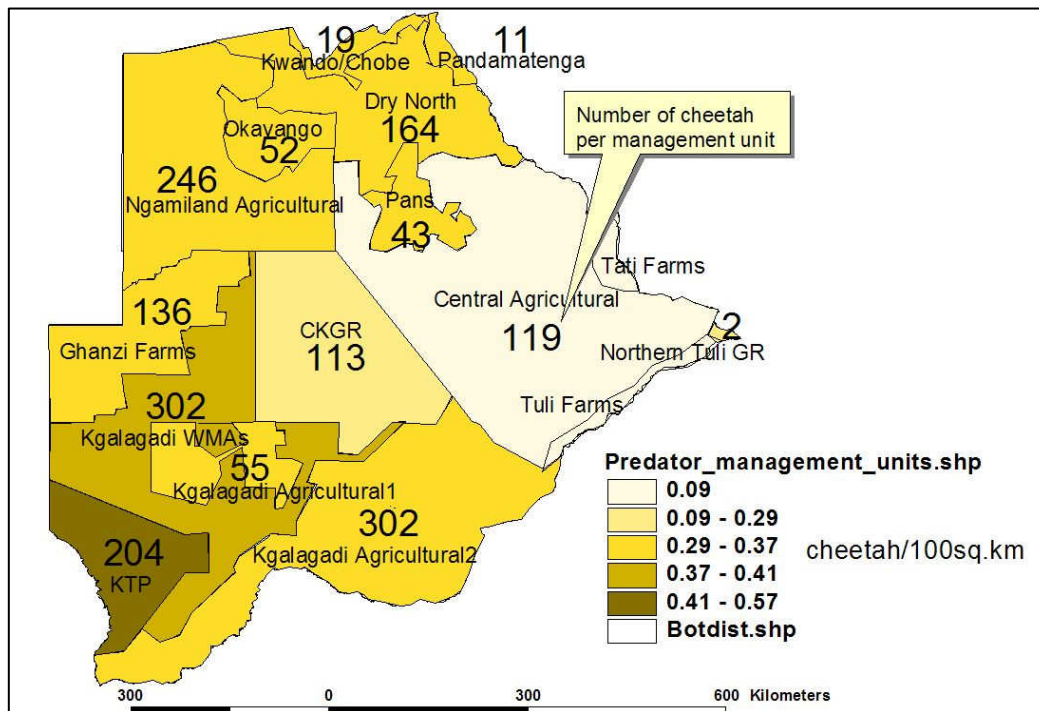 19
Kwando/Chobe
11
Pandamatenga
Dry North
164
Number of cheetah
per management unit
Okavango
52
246
Ngamiland Agricultural
Pans
43
Tati Farms
Central Agricultural
119
136
Ghanzi Farms
CKGR
113
2
Northern Tuli GR
Tuli Farms
302
Kgalagadi WMAs
55
Kgalagadi Agricultural1
302
Kgalagadi Agricultural2
204
KTP
Predator_management_units.shp
0.09
0.09 - 0.29
0.29 - 0.37
0.37 - 0.41
0.41 - 0.57
Botdist.shp
cheetah/100sq.km
300 0 300 600 Kilometers